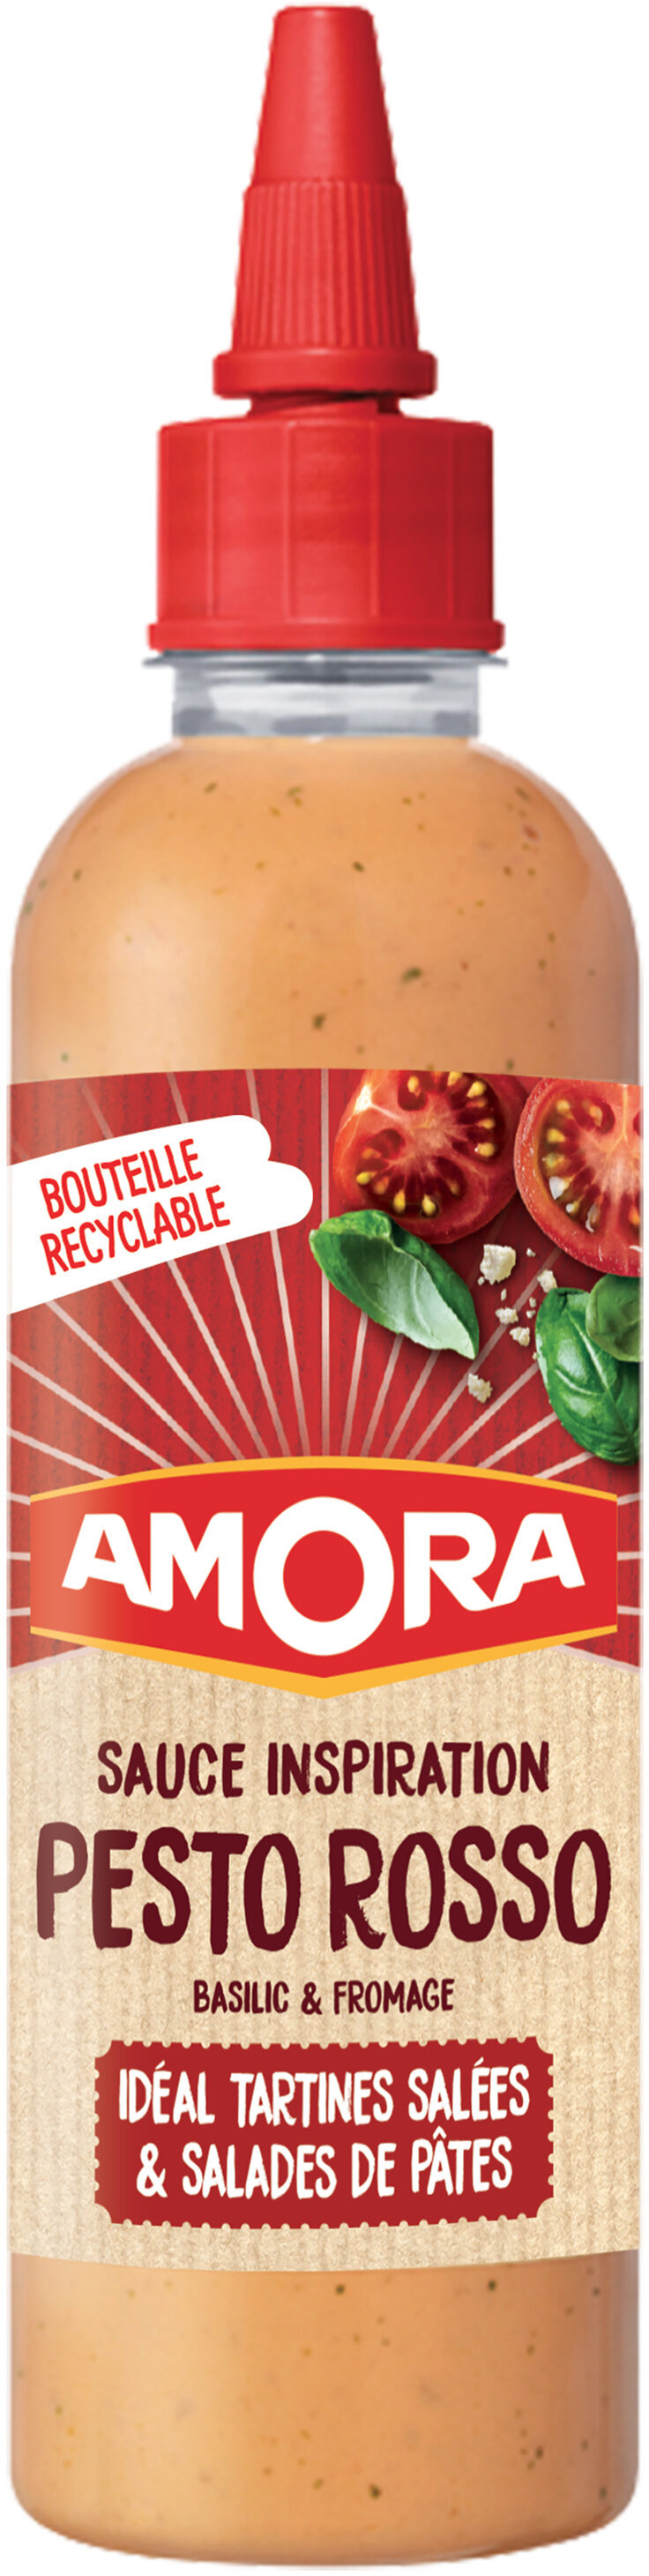 BOUTEILLE
RECYCLABLE
AMORA
SAUCE INSPIRATION
PESTO ROSSO
BASILIC & FROMAGE
IDÉAL TARTINES SALÉES
& SALADES DE PÂTES